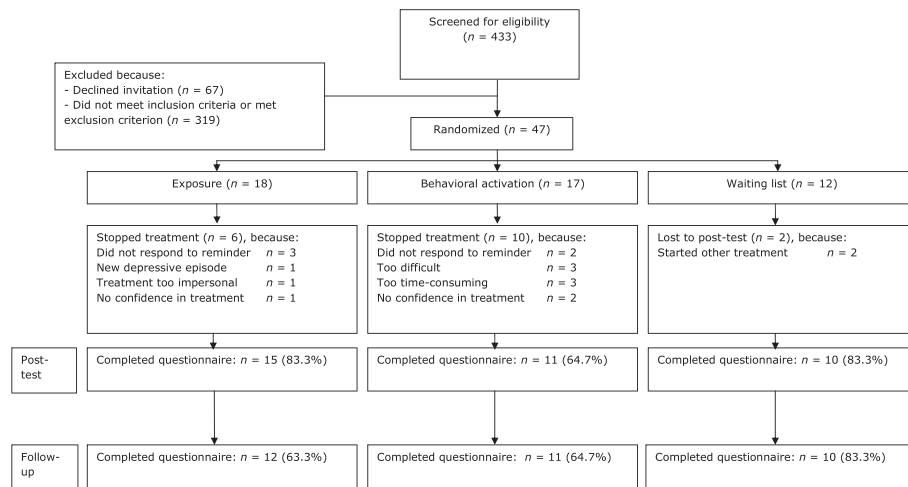 Screened for eligibility
(n = 433)
Excluded because:
- Declined invitation (n = 67)
- Did not meet inclusion criteria or met
exclusion criterion (n = 319)
Randomized (n = 47)
Exposure (n = 18)
Behavioral activation (n = 17)
Waiting list (n = 12)
Stopped treatment (n = 6), because:
Did not respond to reminder n = 3
New depressive episode n = 1
Treatment too impersonal n = 1
No confidence in treatment n = 1
Stopped treatment (n = 10), because:
Did not respond to reminder n = 2
Too difficult n = 3
Too time-consuming n = 3
No confidence in treatment n = 2
Lost to post-test (n = 2), because:
Started other treatment n = 2
Post-
test
Completed questionnaire: n = 15 (83.3%)
Completed questionnaire: n = 11 (64.7%)
Completed questionnaire: n = 10 (83.3%)
Follow-
up
Completed questionnaire: n = 12 (63.3%)
Completed questionnaire: n = 11 (64.7%)
Completed questionnaire: n = 10 (83.3%)